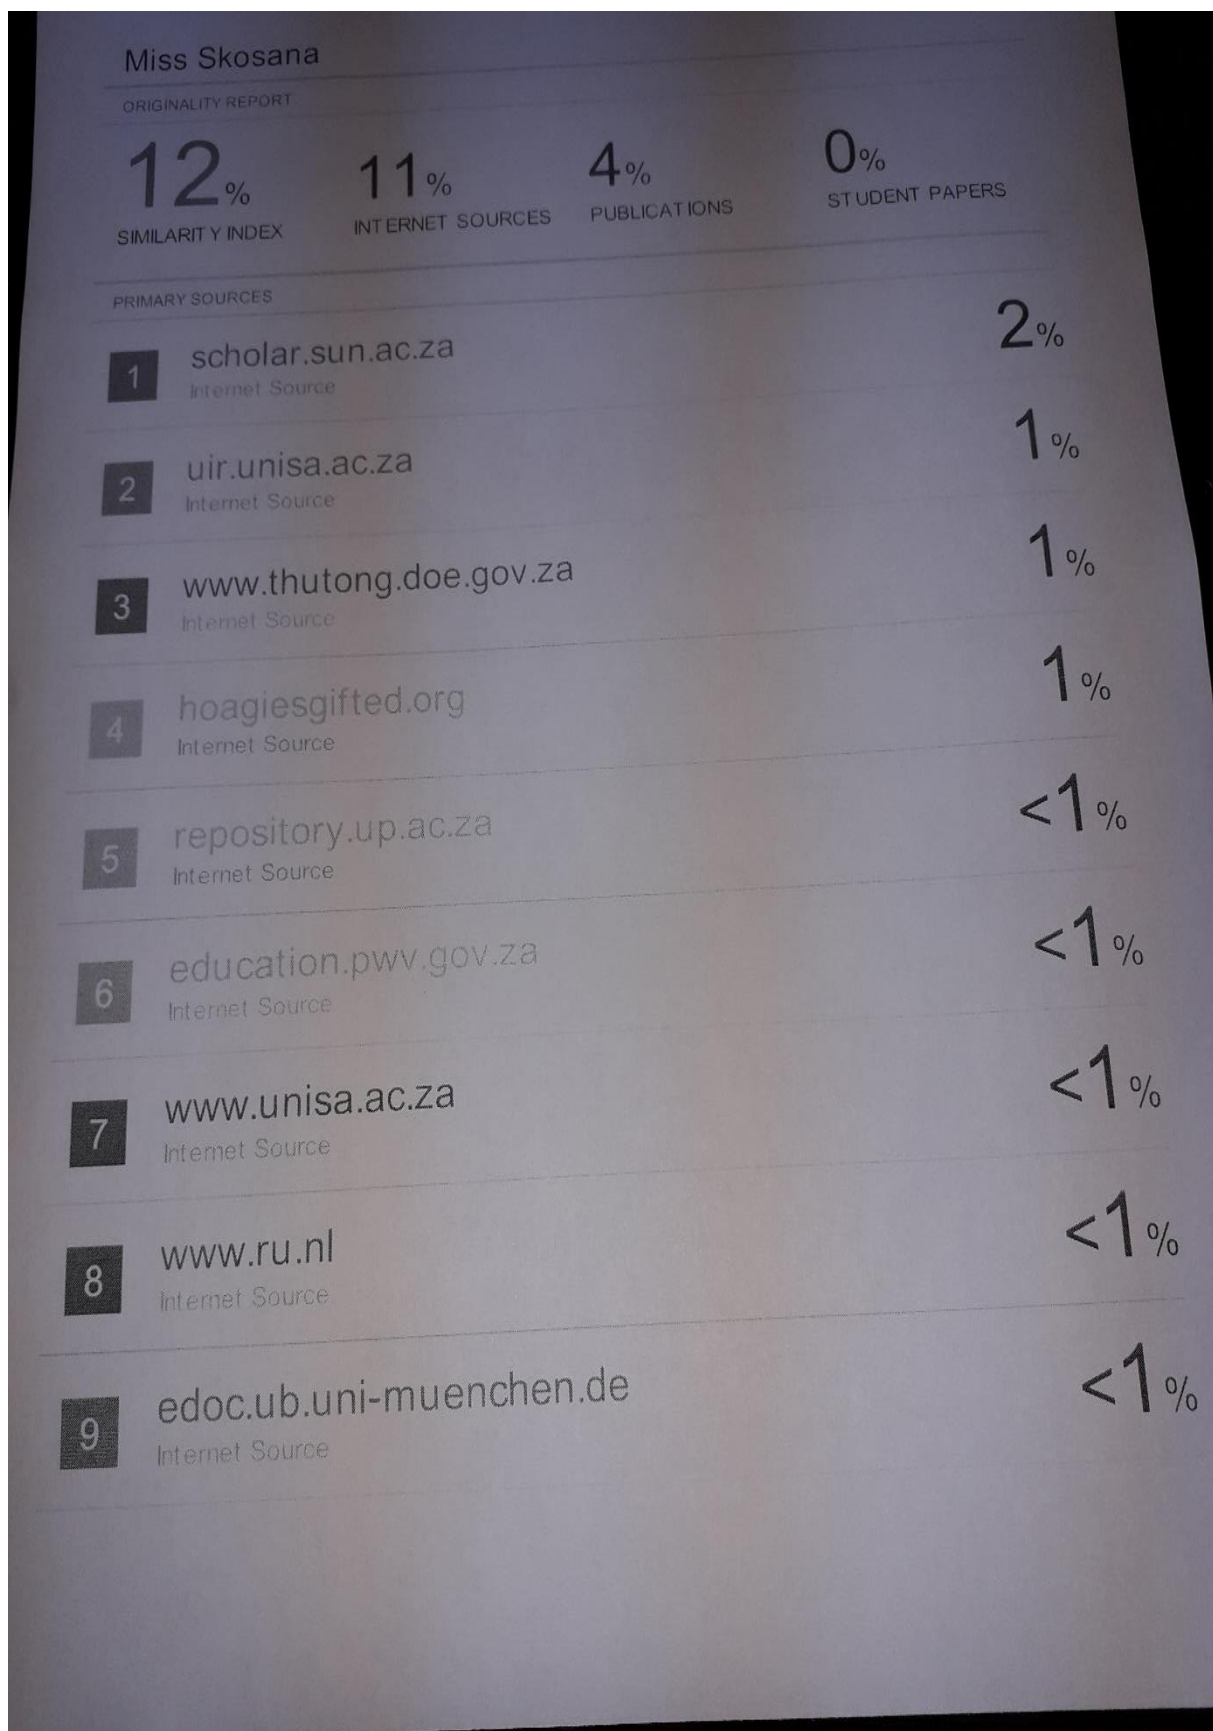 Miss Skosana
ORIGINALITY REPORT
12% 11% 4% 0%
SIMILARITY INDEX INTERNET SOURCES PUBLICATIONS STUDENT PAPERS
PRIMARY SOURCES
1 scholar.sun.ac.za 2%
Internet Source
2 uir.unisa.ac.za 1%
Internet Source
3 www.thutong.doe.gov.za 1%
Internet Source
4 hoagiesgifted.org 1%
Internet Source
5 repository.up.ac.za <1%
Internet Source
6 education.pwv.gov.za <1%
Internet Source
7 www.unisa.ac.za <1%
Internet Source
8 www.ru.nl <1%
Internet Source
9 edoc.ub.uni-muenchen.de <1%
Internet Source